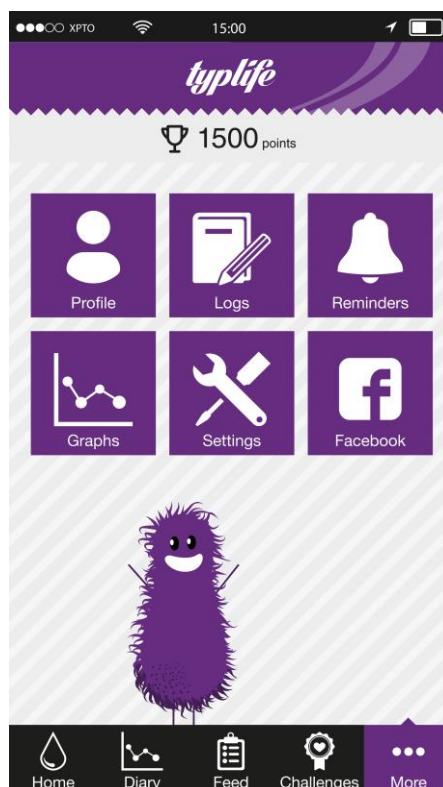 XPTO 15:00
typlife
1500 points
Profile Logs Reminders
Graphs Settings Facebook
Home Diary Feed Challenges More